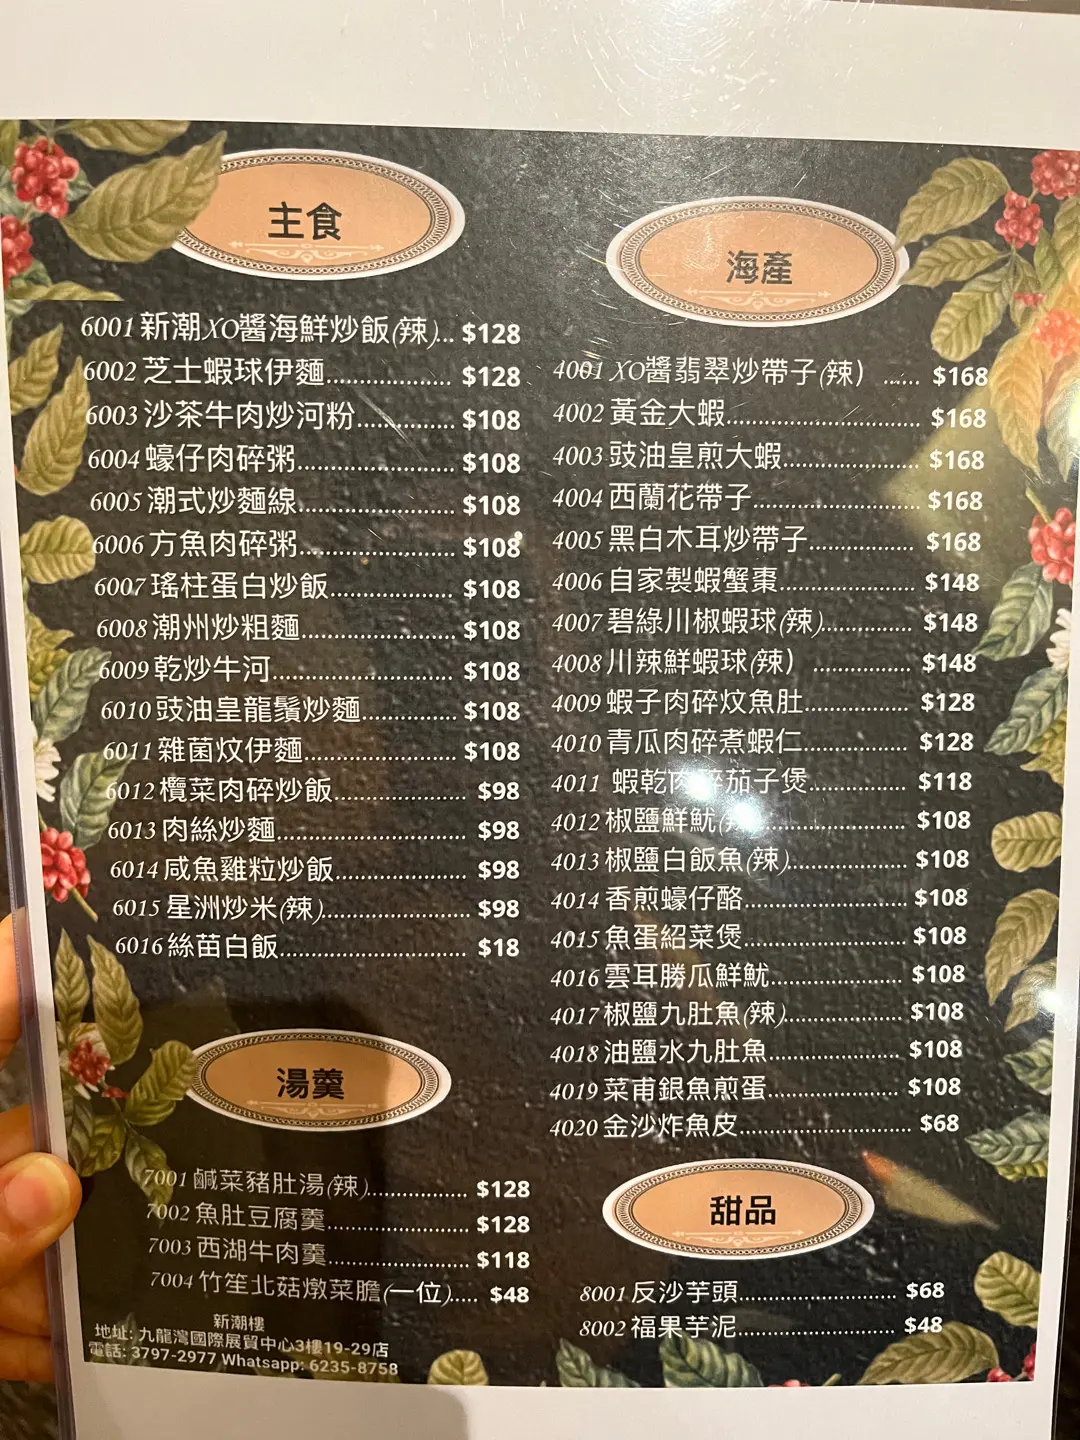 主食
6001 新潮XO醬海鮮炒飯(辣)... $128
6002 芝士蝦球伊麵.................. $128
6003 沙茶牛肉炒河粉.............. $108
6004 蠔仔肉碎粥....................... $108
6005 潮式炒麵線....................... $108
6006 方魚肉碎粥....................... $108
6007 瑤柱蛋白炒飯.................. $108
6008 潮州炒粗麵....................... $108
6009 乾炒牛河.......................... $108
6010 豉油皇龍鬚炒麵.............. $108
6011 雜菌炆伊麵...................... $108
6012 欖菜肉碎炒飯................... $98
6013 肉絲炒麵........................... $98
6014 咸魚雞粒炒飯................... $98
6015 星洲炒米(辣)..................... $98
6016 絲苗白飯........................... $18
湯羹
7001 鹹菜豬肚湯(辣)............... $128
7002 魚肚豆腐羹..................... $128
7003 西湖牛肉羹..................... $118
7004 竹笙北菇燉菜膽(一位)..... $48
新潮樓
地址: 九龍灣國際展貿中心3樓19-29店
電話: 3797-2977 Whatsapp: 6235-8758
海產
4001 XO醬翡翠炒帶子(辣） ...... $168
4002 黃金大蝦............................. $168
4003 豉油皇煎大蝦.................... $168
4004 西蘭花帶子......................... $168
4005 黑白木耳炒帶子................ $168
4006 自家製蝦蟹棗.................... $148
4007 碧綠川椒蝦球(辣).............. $148
4008 川辣鮮蝦球(辣） ............... $148
4009 蝦子肉碎炆魚肚................ $128
4010 青瓜肉碎煮蝦仁................ $128
4011 蝦乾肉碎茄子煲............... $118
4012 椒鹽鮮魷(辣)..................... $108
4013 椒鹽白飯魚(辣)................. $108
4014 香煎蠔仔酪......................... $108
4015 魚蛋紹菜煲......................... $108
4016 雲耳勝瓜鮮魷.................... $108
4017 椒鹽九肚魚(辣).................. $108
4018 油鹽水九肚魚.................... $108
4019 菜甫銀魚煎蛋.................... $108
4020 金沙炸魚皮............................. $68
甜品
8001 反沙芋頭........................ $68
8002 福果芋泥........................ $48